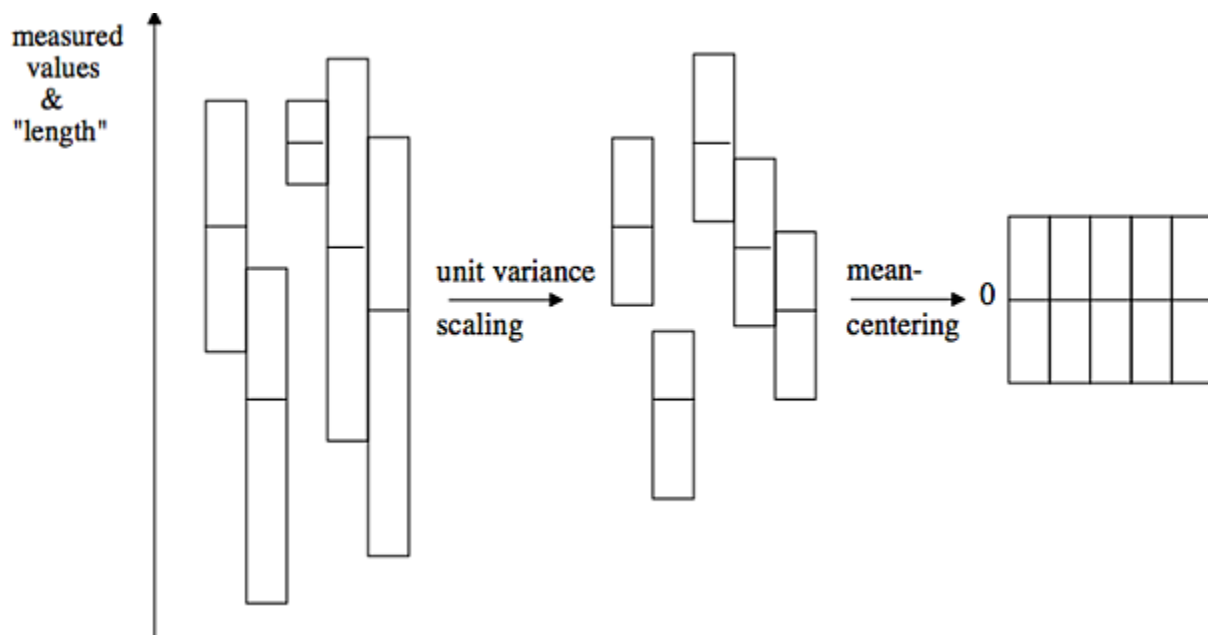 measured
values
&
"length"
unit variance
scaling
mean-
centering
0